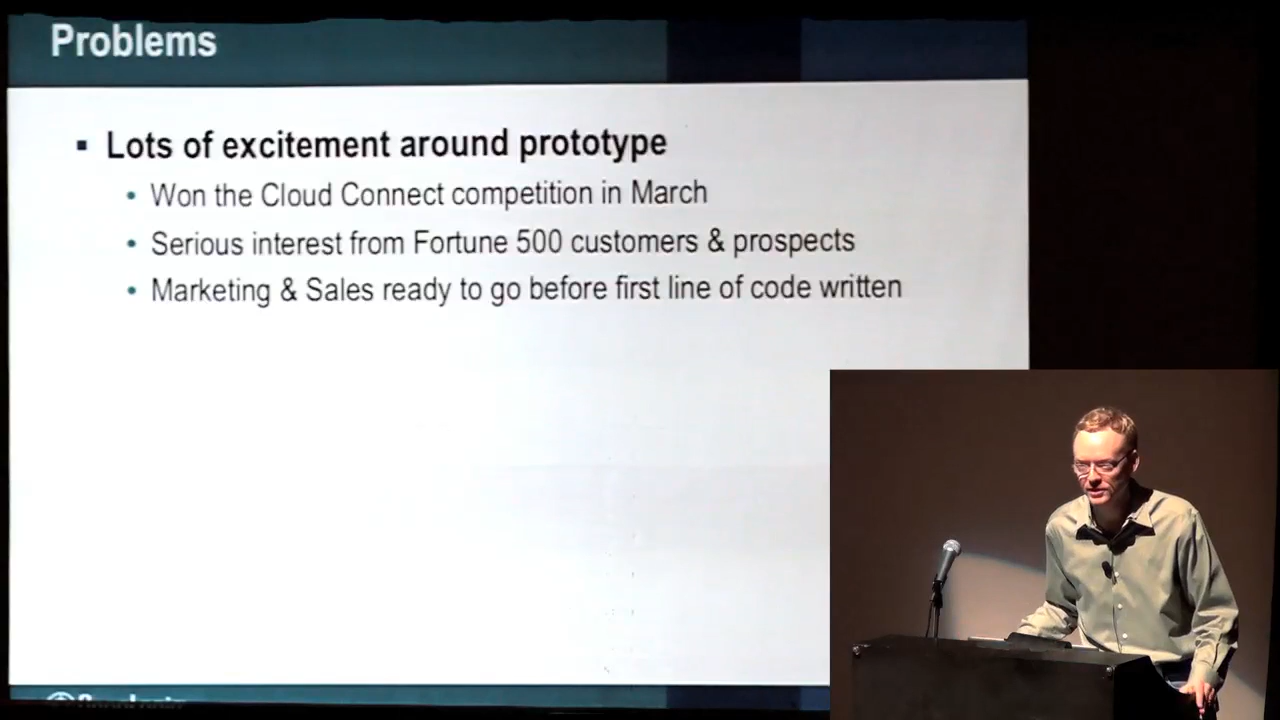 Problems
Lots of excitement around prototype
Won the Cloud Connect competition in March
Serious interest from Fortune 500 customers & prospects
Marketing & Sales ready to go before first line of code written